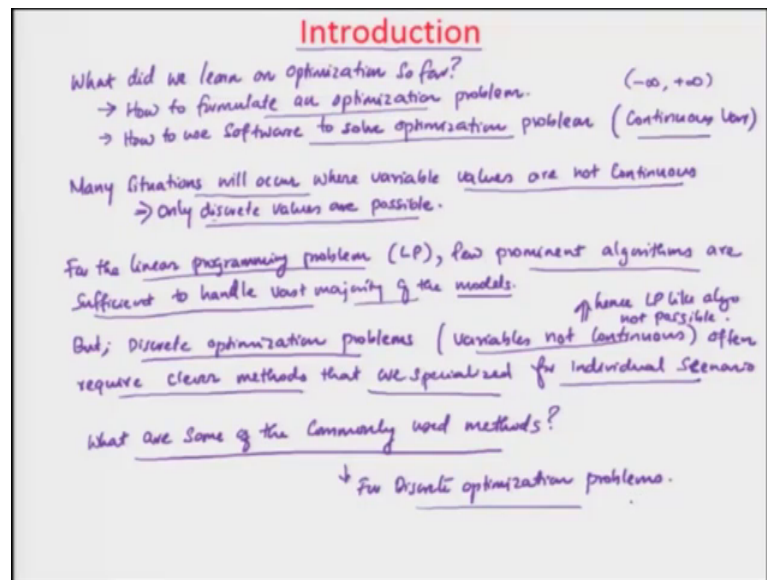 Introduction
What did we learn on optimization so far?
(-∞, +∞)
→ How to formulate an optimization problem.
→ How to use Software to solve optimization problem (Continuous Var)
Many Situations will occur where variable values are not continuous
⇒ Only discrete values are possible.
For the linear programming problem (LP), few prominent algorithms are
Sufficient to handle vast majority of the models.
⇑ hence LP like algo
not possible.
But; Discrete optimization problems (variables not continuous) often
require clever methods that are specialized for individual Scenario
What are some of the commonly used methods?
↓ For Discrete optimization problems.